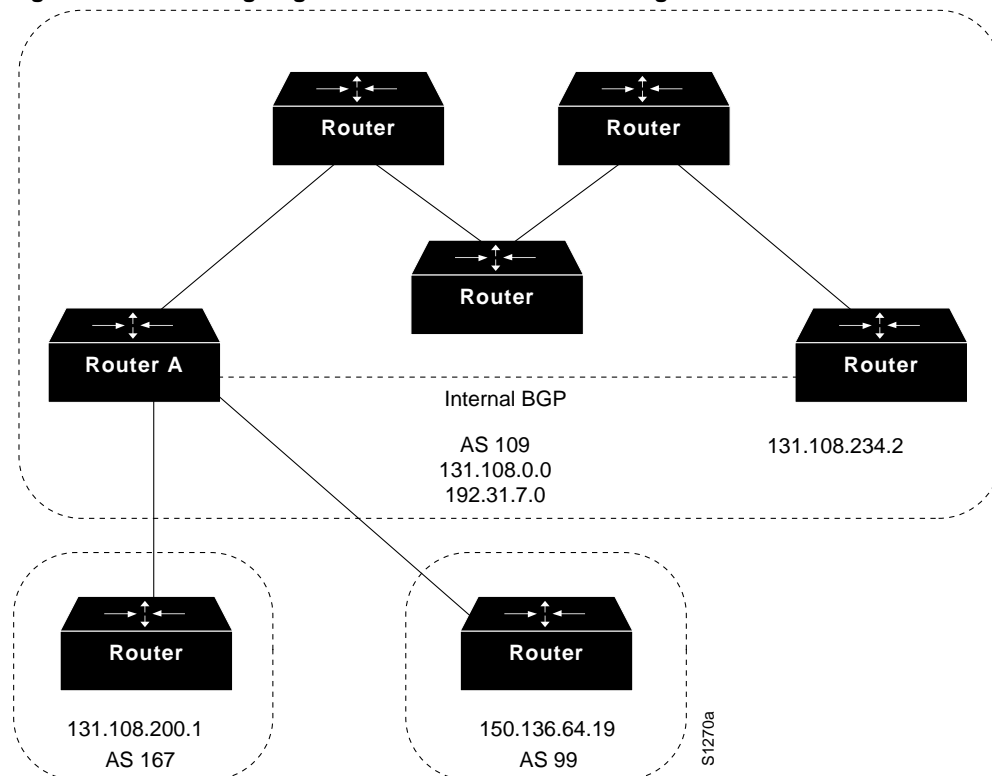 Router
Router
Router
Router A
Router
Internal BGP
AS 109
131.108.0.0
192.31.7.0
131.108.234.2
Router
Router
131.108.200.1
AS 167
150.136.64.19
AS 99
S1270a